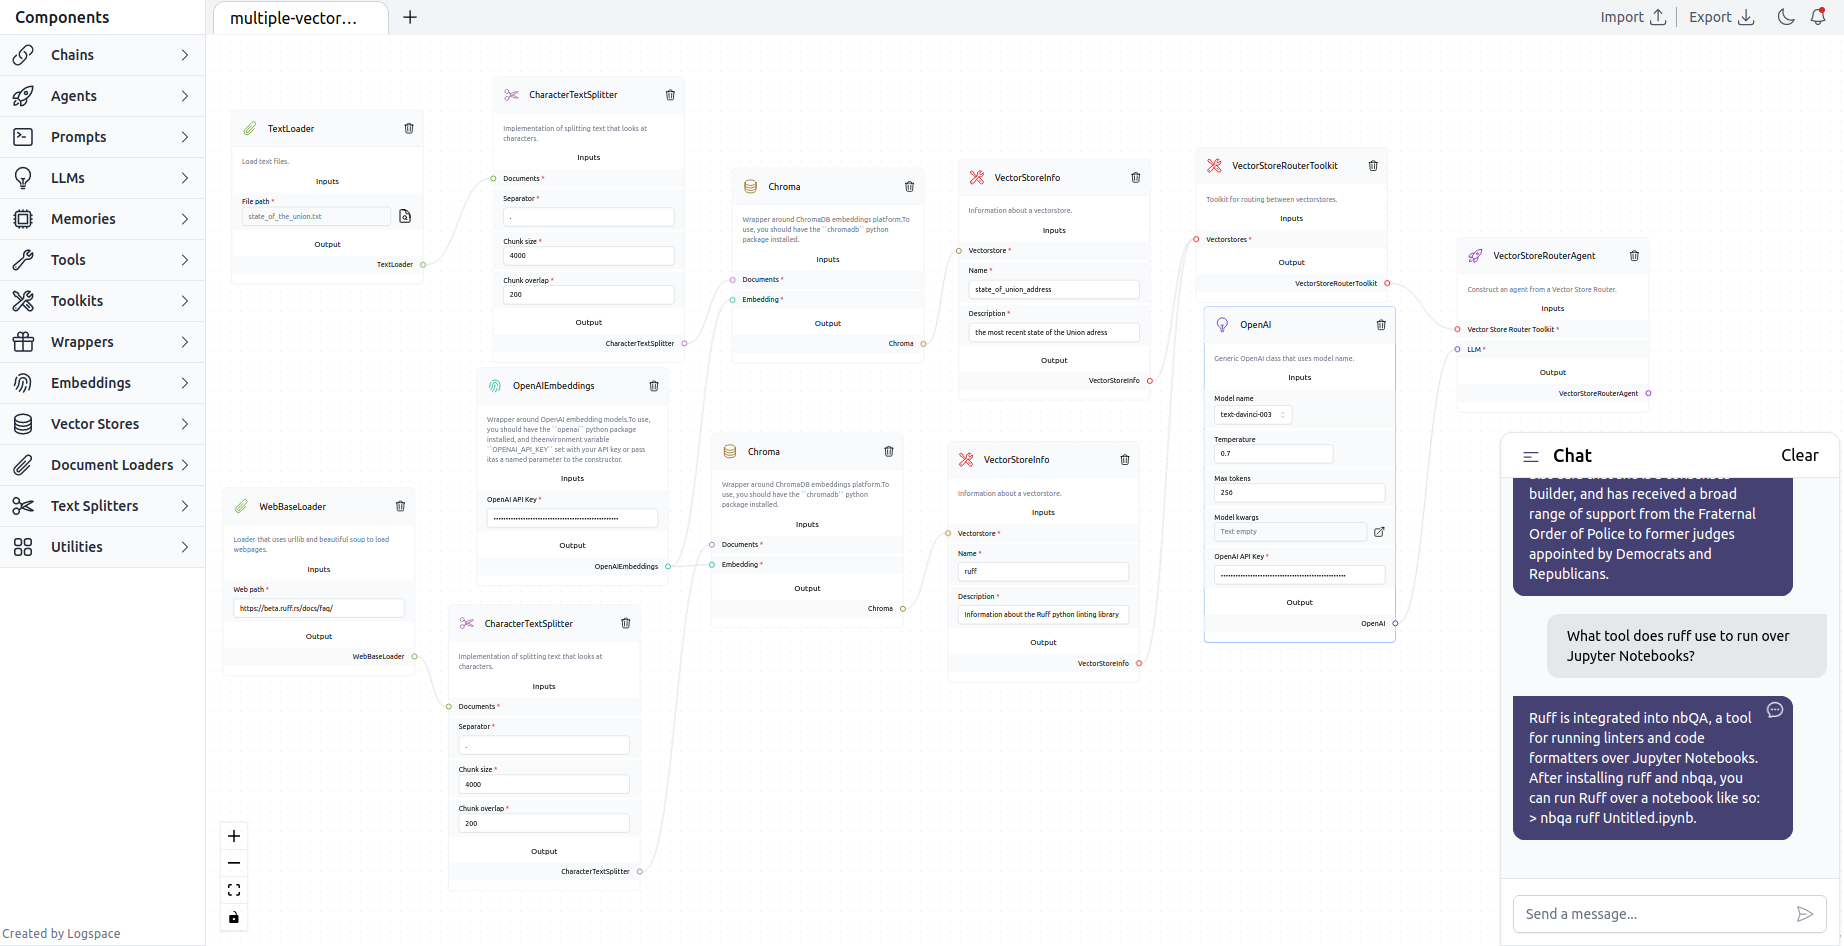 Components
multiple-vector...
Import
Export
Chains
Agents
Prompts
LLMs
Memories
Tools
Toolkits
Wrappers
Embeddings
Vector Stores
Document Loaders
Text Splitters
Utilities
Created by Logspace
TextLoader
Load text files.
Inputs
File path *
state_of_the_union.txt
Output
TextLoader
CharacterTextSplitter
Implementation of splitting text that looks at
characters.
Inputs
Documents *
Separator *
.
Chunk size *
4000
Chunk overlap *
200
Output
CharacterTextSplitter
OpenAIEmbeddings
Wrapper around OpenAI embedding models.To use,
you should have the ``openai`` python package
installed, and theenvironment variable
``OPENAI_API_KEY`` set with your API key or pass
itas a named parameter to the constructor.
Inputs
OpenAI API Key *
Output
OpenAIEmbeddings
WebBaseLoader
Loader that uses urllib and beautiful soup to load
webpages.
Inputs
Web path *
https://beta.ruff.rs/docs/faq/
Output
WebBaseLoader
CharacterTextSplitter
Implementation of splitting text that looks at
characters.
Inputs
Documents *
Separator *
.
Chunk size *
4000
Chunk overlap *
200
Output
CharacterTextSplitter
Chroma
Wrapper around ChromaDB embeddings platform.To
use, you should have the ``chromadb`` python
package installed.
Inputs
Documents *
Embedding *
Output
Chroma
Chroma
Wrapper around ChromaDB embeddings platform.To
use, you should have the ``chromadb`` python
package installed.
Inputs
Documents *
Embedding *
Output
Chroma
VectorStoreInfo
Information about a vectorstore.
Inputs
Vectorstore *
Name *
state_of_union_address
Description *
the most recent state of the Union adress
Output
VectorStoreInfo
VectorStoreInfo
Information about a vectorstore.
Inputs
Vectorstore *
Name *
ruff
Description *
Information about the Ruff python linting library
Output
VectorStoreInfo
VectorStoreRouterToolkit
Toolkit for routing between vectorstores.
Inputs
Vectorstores *
Output
VectorStoreRouterToolkit
OpenAI
Generic OpenAI class that uses model name.
Inputs
Model name
text-davinci-003
Temperature
0.7
Max tokens
256
Model kwargs
Text empty
OpenAI API Key *
Output
OpenAI
VectorStoreRouterAgent
Construct an agent from a Vector Store Router.
Inputs
Vector Store Router Toolkit *
LLM *
Output
VectorStoreRouterAgent
Chat
Clear
builder, and has received a broad
range of support from the Fraternal
Order of Police to former judges
appointed by Democrats and
Republicans.
What tool does ruff use to run over
Jupyter Notebooks?
Ruff is integrated into nbQA, a tool
for running linters and code
formatters over Jupyter Notebooks.
After installing ruff and nbqa, you
can run Ruff over a notebook like so:
> nbqa ruff Untitled.ipynb.
Send a message...